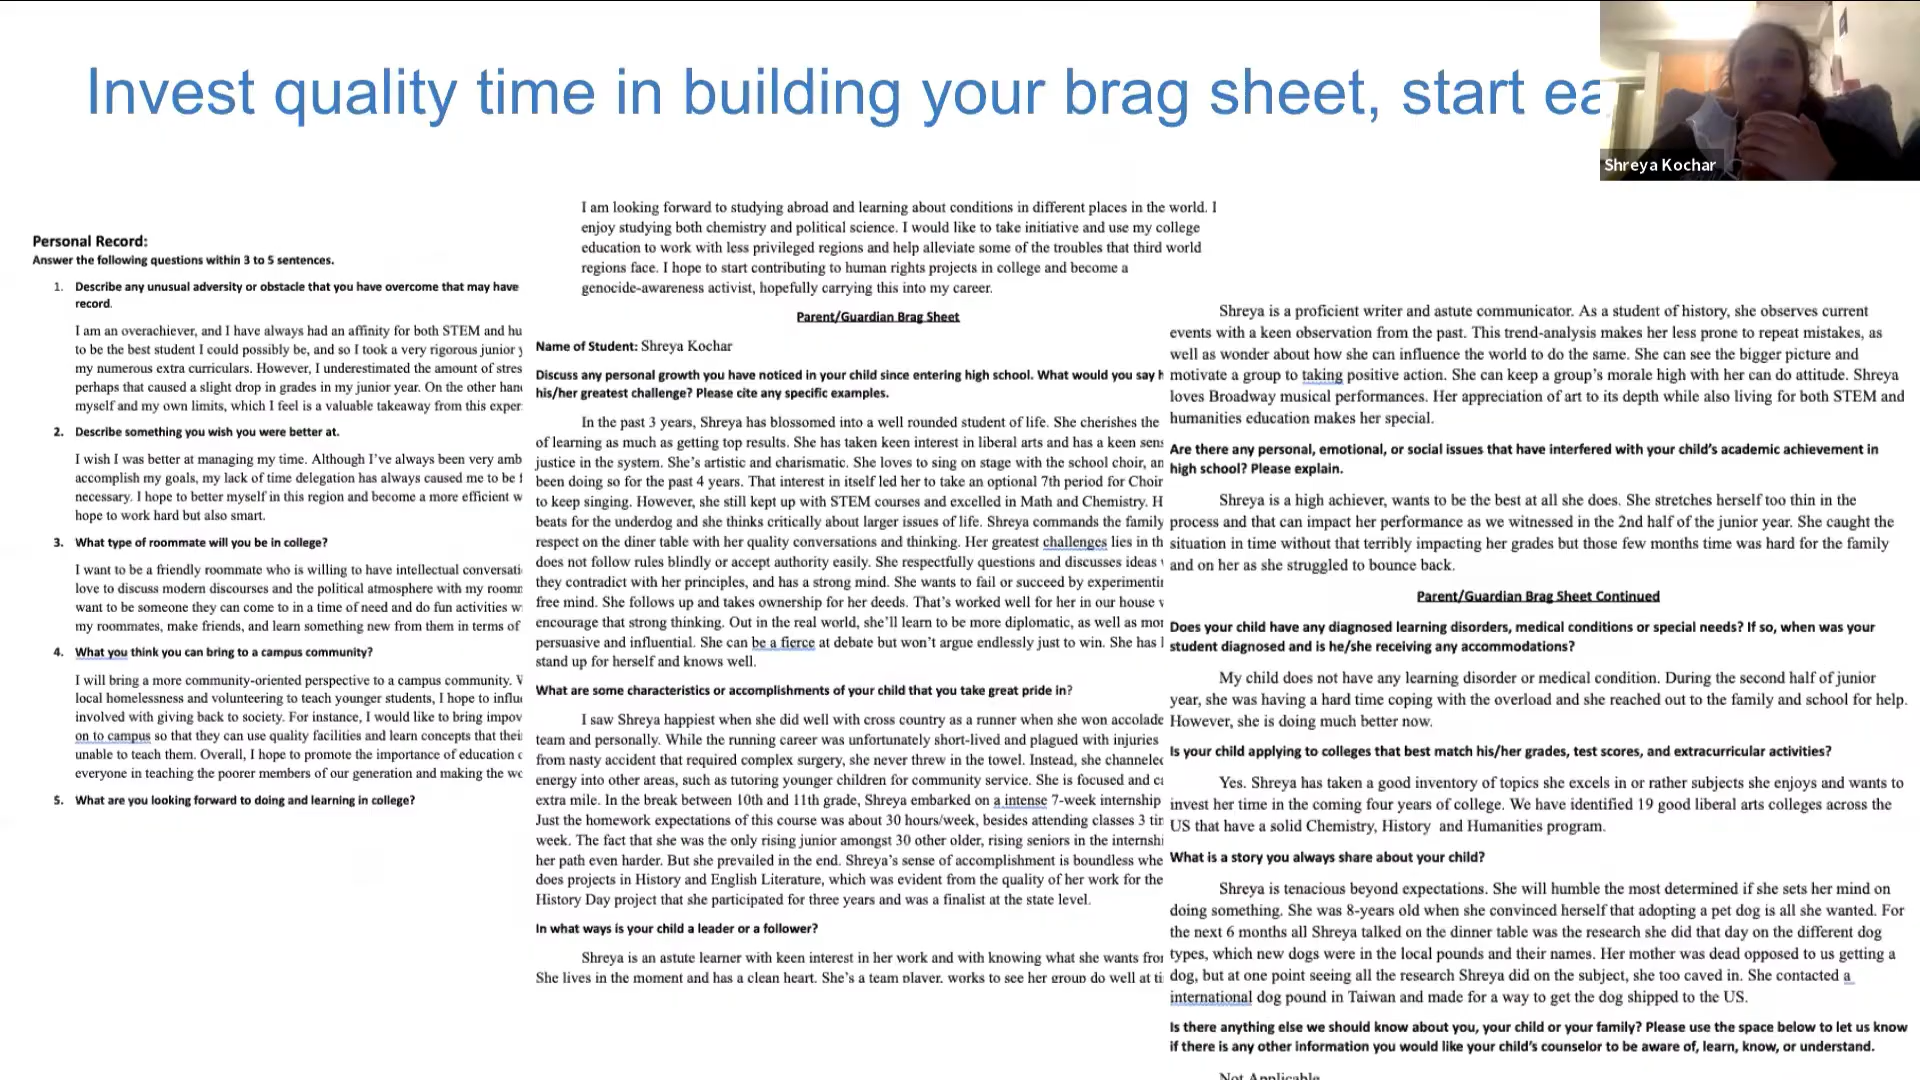 Invest quality time in building your brag sheet, start ea
Shreya Kochar
Personal Record:
Answer the following questions within 3 to 5 sentences.
1. Describe any unusual adversity or obstacle that you have overcome that may have
record.
I am an overachiever, and I have always had an affinity for both STEM and hu
to be the best student I could possibly be, and so I took a very rigorous junior y
my numerous extra curriculars. However, I underestimated the amount of stres
perhaps that caused a slight drop in grades in my junior year. On the other hand
myself and my own limits, which I feel is a valuable takeaway from this exper
2. Describe something you wish you were better at.
I wish I was better at managing my time. Although I've always been very amb
accomplish my goals, my lack of time delegation has always caused me to be f
necessary. I hope to better myself in this region and become a more efficient w
hope to work hard but also smart.
3. What type of roommate will you be in college?
I want to be a friendly roommate who is willing to have intellectual conversati
love to discuss modern discourses and the political atmosphere with my roomr
want to be someone they can come to in a time of need and do fun activities w
my roommates, make friends, and learn something new from them in terms of
4. What you think you can bring to a campus community?
I will bring a more community-oriented perspective to a campus community. V
local homelessness and volunteering to teach younger students, I hope to influ
involved with giving back to society. For instance, I would like to bring impov
on to campus so that they can use quality facilities and learn concepts that thei
unable to teach them. Overall, I hope to promote the importance of education c
everyone in teaching the poorer members of our generation and making the wo
5. What are you looking forward to doing and learning in college?
I am looking forward to studying abroad and learning about conditions in different places in the world. I
enjoy studying both chemistry and political science. I would like to take initiative and use my college
education to work with less privileged regions and help alleviate some of the troubles that third world
regions face. I hope to start contributing to human rights projects in college and become a
genocide-awareness activist, hopefully carrying this into my career.
Parent/Guardian Brag Sheet
Name of Student: Shreya Kochar
Discuss any personal growth you have noticed in your child since entering high school. What would you say h
his/her greatest challenge? Please cite any specific examples.
In the past 3 years, Shreya has blossomed into a well rounded student of life. She cherishes the
of learning as much as getting top results. She has taken keen interest in liberal arts and has a keen sens
justice in the system. She's artistic and charismatic. She loves to sing on stage with the school choir, an
been doing so for the past 4 years. That interest in itself led her to take an optional 7th period for Choir
to keep singing. However, she still kept up with STEM courses and excelled in Math and Chemistry. H
beats for the underdog and she thinks critically about larger issues of life. Shreya commands the family
respect on the diner table with her quality conversations and thinking. Her greatest challenges lies in th
does not follow rules blindly or accept authority easily. She respectfully questions and discusses ideas
they contradict with her principles, and has a strong mind. She wants to fail or succeed by experimentin
free mind. She follows up and takes ownership for her deeds. That's worked well for her in our house
encourage that strong thinking. Out in the real world, she'll learn to be more diplomatic, as well as mor
persuasive and influential. She can be a fierce at debate but won't argue endlessly just to win. She has l
stand up for herself and knows well.
What are some characteristics or accomplishments of your child that you take great pride in?
I saw Shreya happiest when she did well with cross country as a runner when she won accolade
team and personally. While the running career was unfortunately short-lived and plagued with injuries
from nasty accident that required complex surgery, she never threw in the towel. Instead, she channeled
energy into other areas, such as tutoring younger children for community service. She is focused and ca
extra mile. In the break between 10th and 11th grade, Shreya embarked on a intense 7-week internship
Just the homework expectations of this course was about 30 hours/week, besides attending classes 3 tim
week. The fact that she was the only rising junior amongst 30 other older, rising seniors in the internshi
her path even harder. But she prevailed in the end. Shreya's sense of accomplishment is boundless whe
does projects in History and English Literature, which was evident from the quality of her work for the
History Day project that she participated for three years and was a finalist at the state level.
In what ways is your child a leader or a follower?
Shreya is an astute learner with keen interest in her work and with knowing what she wants from
She lives in the moment and has a clean heart. She's a team player, works to see her group do well at ti
Shreya is a proficient writer and astute communicator. As a student of history, she observes current
events with a keen observation from the past. This trend-analysis makes her less prone to repeat mistakes, as
well as wonder about how she can influence the world to do the same. She can see the bigger picture and
motivate a group to taking positive action. She can keep a group's morale high with her can do attitude. Shreya
loves Broadway musical performances. Her appreciation of art to its depth while also living for both STEM and
humanities education makes her special.
Are there any personal, emotional, or social issues that have interfered with your child's academic achievement in
high school? Please explain.
Shreya is a high achiever, wants to be the best at all she does. She stretches herself too thin in the
process and that can impact her performance as we witnessed in the 2nd half of the junior year. She caught the
situation in time without that terribly impacting her grades but those few months time was hard for the family
and on her as she struggled to bounce back.
Parent/Guardian Brag Sheet Continued
Does your child have any diagnosed learning disorders, medical conditions or special needs? If so, when was your
student diagnosed and is he/she receiving any accommodations?
My child does not have any learning disorder or medical condition. During the second half of junior
year, she was having a hard time coping with the overload and she reached out to the family and school for help.
However, she is doing much better now.
Is your child applying to colleges that best match his/her grades, test scores, and extracurricular activities?
Yes. Shreya has taken a good inventory of topics she excels in or rather subjects she enjoys and wants to
invest her time in the coming four years of college. We have identified 19 good liberal arts colleges across the
US that have a solid Chemistry, History and Humanities program.
What is a story you always share about your child?
Shreya is tenacious beyond expectations. She will humble the most determined if she sets her mind on
doing something. She was 8-years old when she convinced herself that adopting a pet dog is all she wanted. For
the next 6 months all Shreya talked on the dinner table was the research she did that day on the different dog
types, which new dogs were in the local pounds and their names. Her mother was dead opposed to us getting a
dog, but at one point seeing all the research Shreya did on the subject, she too caved in. She contacted a
international dog pound in Taiwan and made for a way to get the dog shipped to the US.
Is there anything else we should know about you, your child or your family? Please use the space below to let us know
if there is any other information you would like your child's counselor to be aware of, learn, know, or understand.
Not Applicable